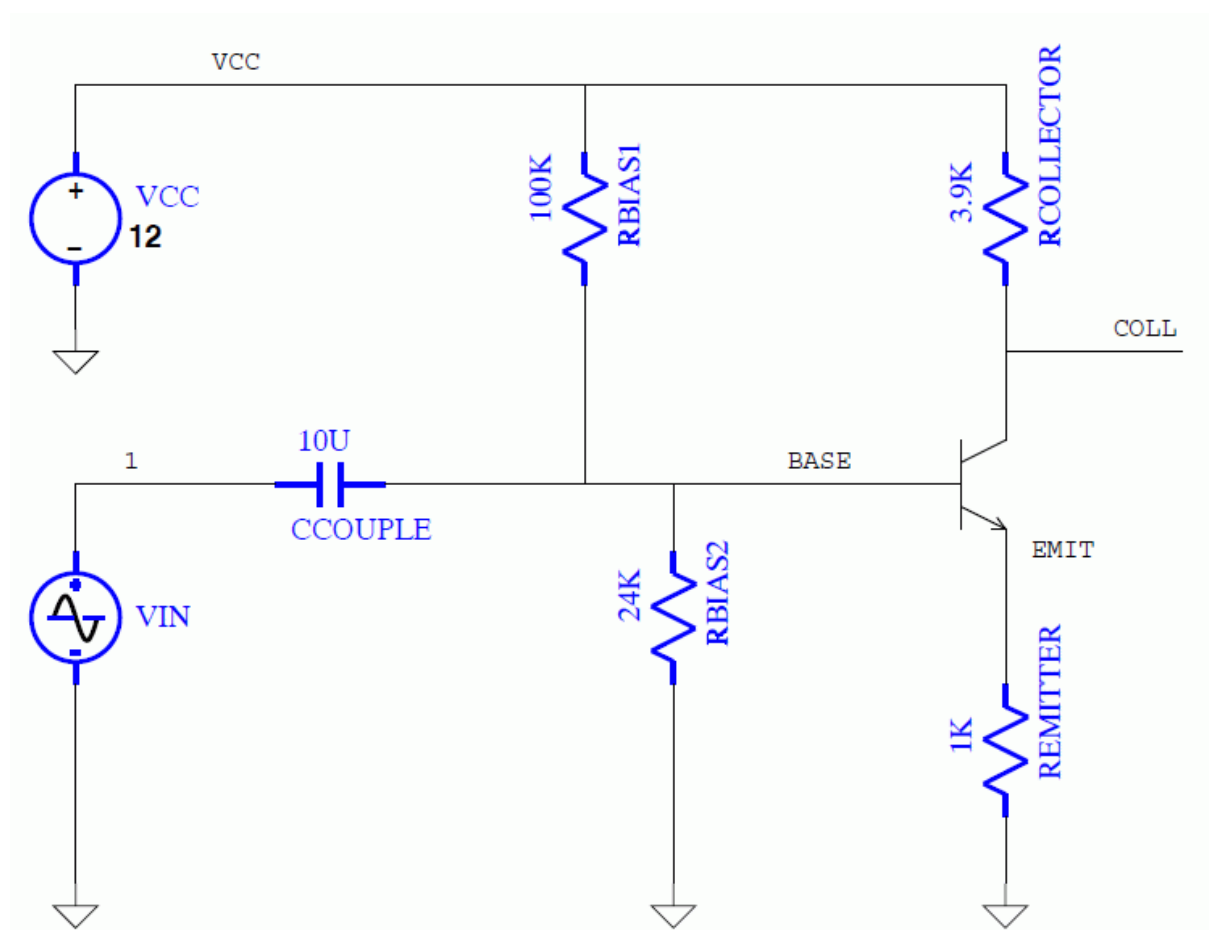 VCC
VCC
+
12
−
100K
RBIAS1
3.9K
RCOLLECTOR
COLL
1
10U
CCOUPLE
BASE
EMIT
VIN
24K
RBIAS2
1K
REMITTER